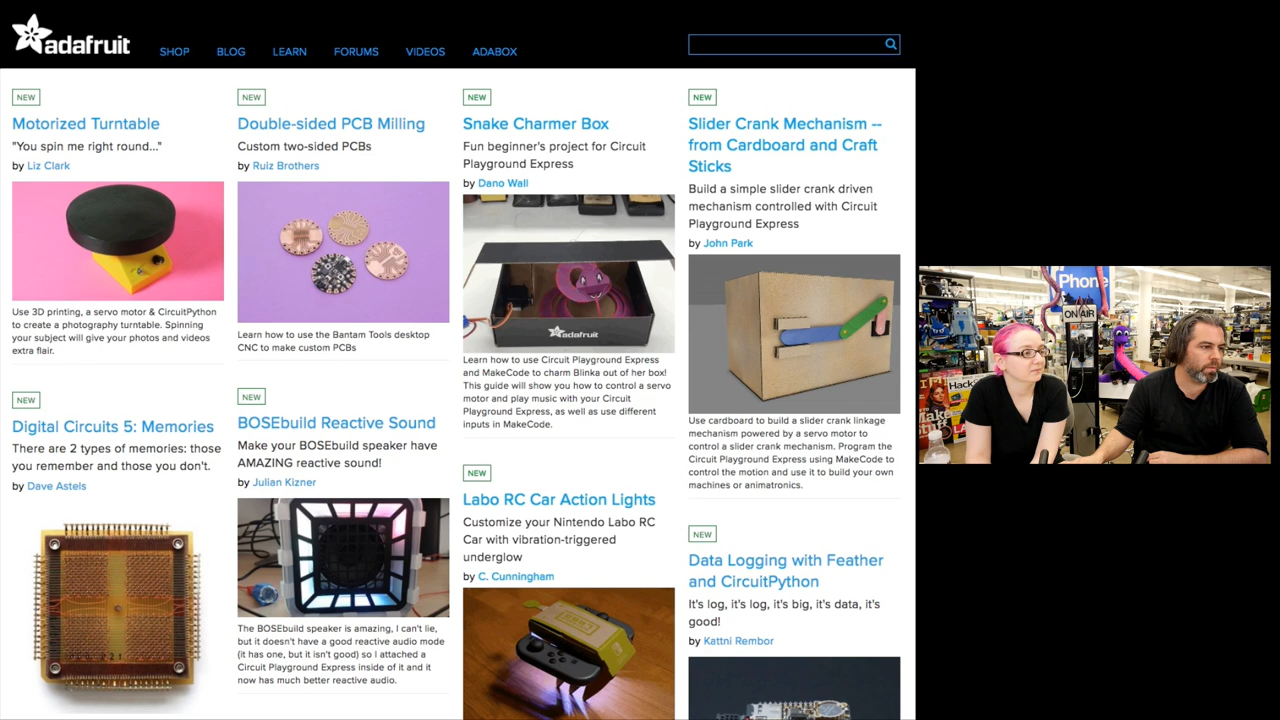 adafruit
SHOP
BLOG
LEARN
FORUMS
VIDEOS
ADABOX
NEW
Motorized Turntable
"You spin me right round..."
by Liz Clark
Use 3D printing, a servo motor & CircuitPython
to create a photography turntable. Spinning
your subject will give your photos and videos
extra flair.
NEW
Digital Circuits 5: Memories
There are 2 types of memories: those
you remember and those you don't.
by Dave Astels
NEW
Double-sided PCB Milling
Custom two-sided PCBs
by Ruiz Brothers
Learn how to use the Bantam Tools desktop
CNC to make custom PCBs
NEW
BOSEbuild Reactive Sound
Make your BOSEbuild speaker have
AMAZING reactive sound!
by Julian Kizner
The BOSEbuild speaker is amazing, I can't lie,
but it doesn't have a good reactive audio mode
(it has one, but it isn't good) so I attached a
Circuit Playground Express inside of it and it
now has much better reactive audio.
NEW
Snake Charmer Box
Fun beginner's project for Circuit
Playground Express
by Dano Wall
adafruit
Learn how to use Circuit Playground Express
and MakeCode to charm Blinka out of her box!
This guide will show you how to control a servo
motor and play music with your Circuit
Playground Express, as well as use different
inputs in MakeCode.
NEW
Labo RC Car Action Lights
Customize your Nintendo Labo RC
Car with vibration-triggered
underglow
by C. Cunningham
NEW
Slider Crank Mechanism --
from Cardboard and Craft
Sticks
Build a simple slider crank driven
mechanism controlled with Circuit
Playground Express
by John Park
Use cardboard to build a slider crank linkage
mechanism powered by a servo motor to
control a slider crank mechanism. Program the
Circuit Playground Express using MakeCode to
control the motion and use it to build your own
machines or animatronics.
NEW
Data Logging with Feather
and CircuitPython
It's log, it's log, it's big, it's data, it's
good!
by Kattni Rembor
Phone
ON AIR
Make:
Hack